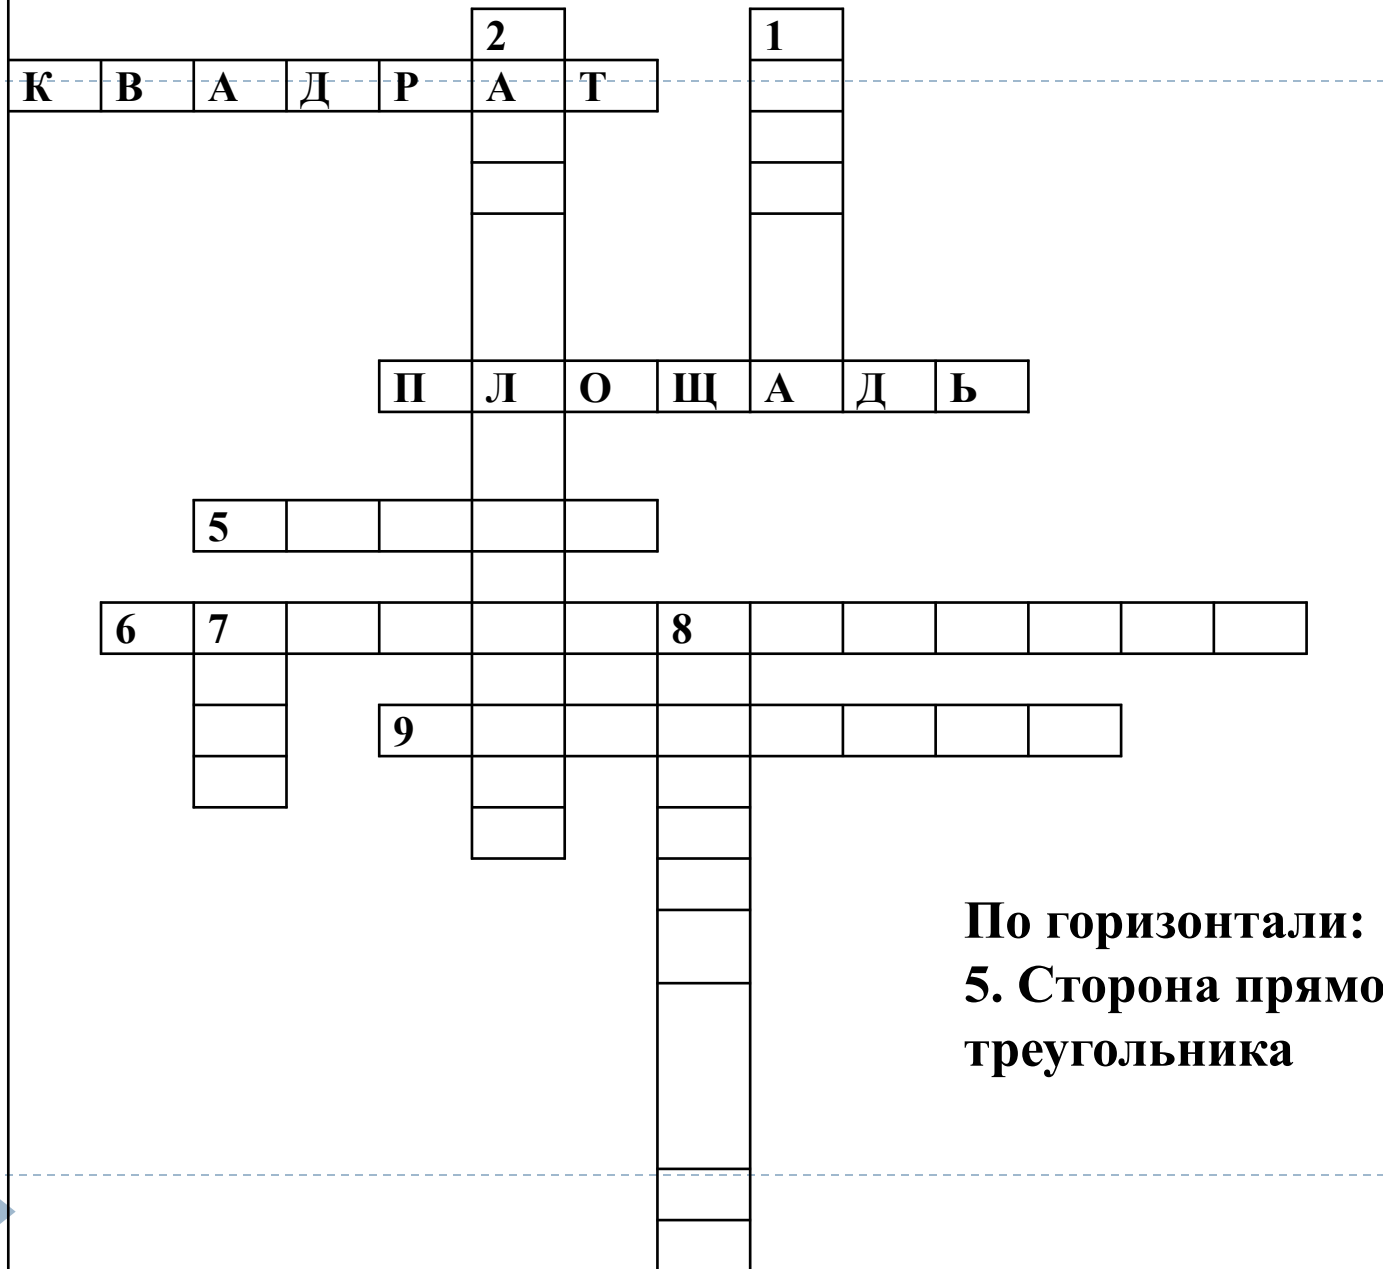 2 1
К В А Д Р А Т
П Л О Щ А Д Ь
5
6 7 8
9
По горизонтали:
5. Сторона прямо
треугольника